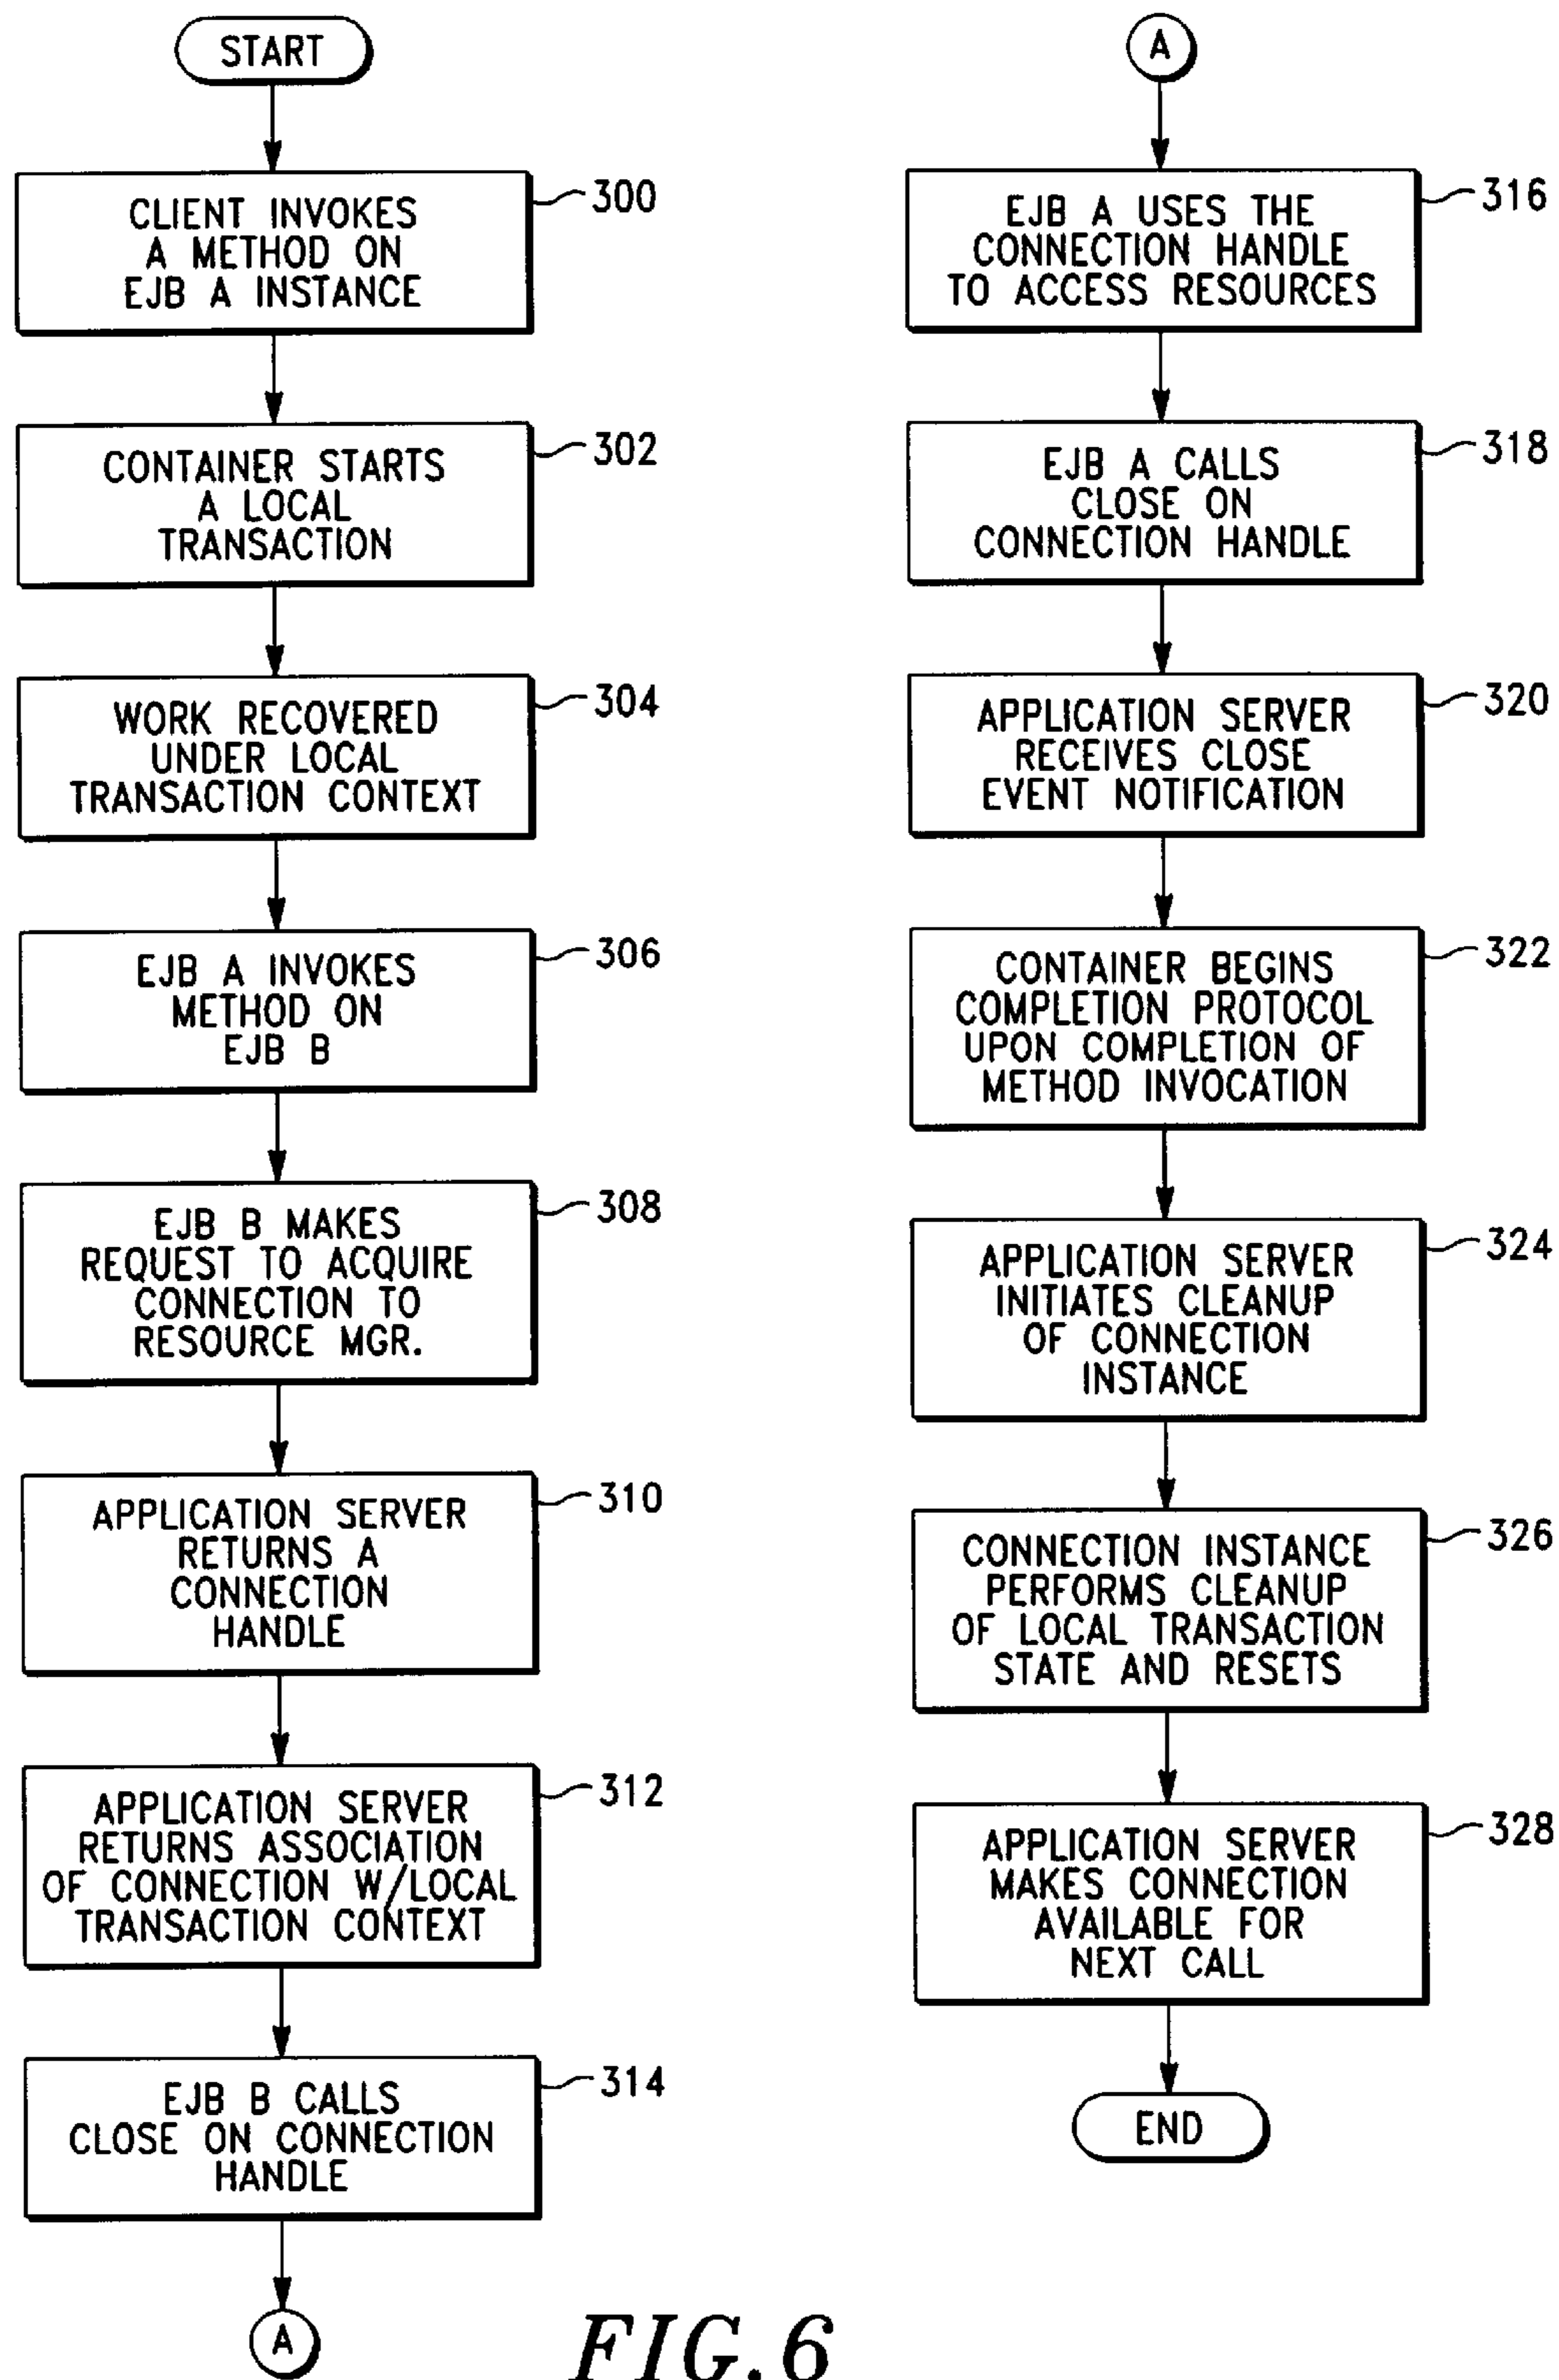 START
CLIENT INVOKES
A METHOD ON
EJB A INSTANCE
300
CONTAINER STARTS
A LOCAL
TRANSACTION
302
WORK RECOVERED
UNDER LOCAL
TRANSACTION CONTEXT
304
EJB A INVOKES
METHOD ON
EJB B
306
EJB B MAKES
REQUEST TO ACQUIRE
CONNECTION TO
RESOURCE MGR.
308
APPLICATION SERVER
RETURNS A
CONNECTION
HANDLE
310
APPLICATION SERVER
RETURNS ASSOCIATION
OF CONNECTION W/LOCAL
TRANSACTION CONTEXT
312
EJB B CALLS
CLOSE ON CONNECTION
HANDLE
314
A
A
EJB A USES THE
CONNECTION HANDLE
TO ACCESS RESOURCES
316
EJB A CALLS
CLOSE ON
CONNECTION HANDLE
318
APPLICATION SERVER
RECEIVES CLOSE
EVENT NOTIFICATION
320
CONTAINER BEGINS
COMPLETION PROTOCOL
UPON COMPLETION OF
METHOD INVOCATION
322
APPLICATION SERVER
INITIATES CLEANUP
OF CONNECTION
INSTANCE
324
CONNECTION INSTANCE
PERFORMS CLEANUP
OF LOCAL TRANSACTION
STATE AND RESETS
326
APPLICATION SERVER
MAKES CONNECTION
AVAILABLE FOR
NEXT CALL
328
END
FIG.6